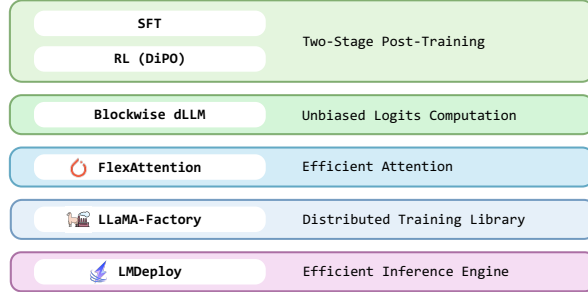 SFT
RL (DiPO)
Two-Stage Post-Training
Blockwise dLLM
Unbiased Logits Computation
FlexAttention
Efficient Attention
LLaMA-Factory
Distributed Training Library
LMDeploy
Efficient Inference Engine